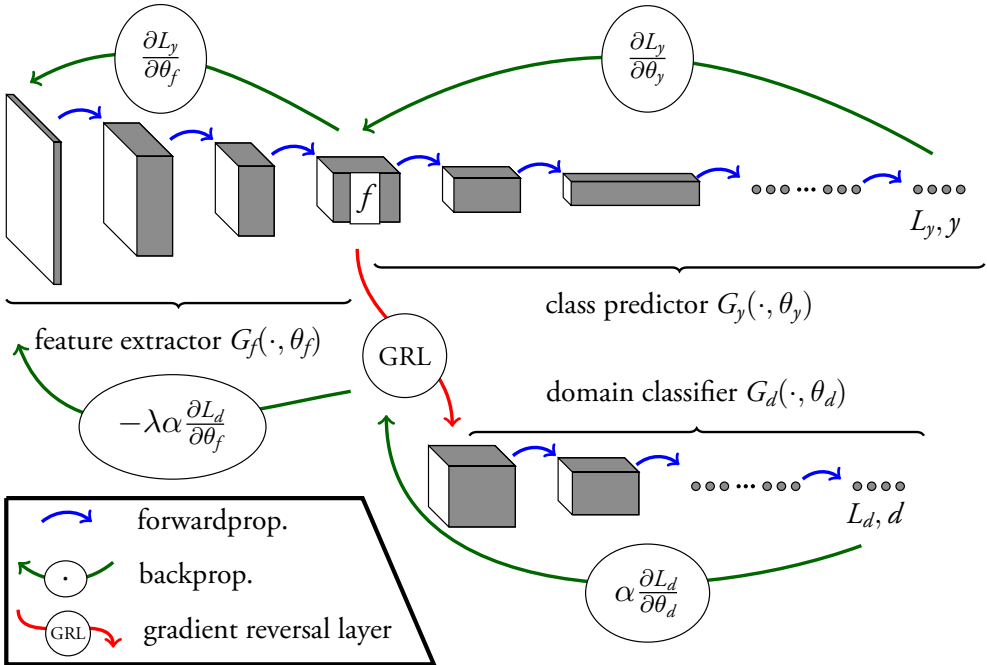 ∂L_y/∂θ_f
∂L_y/∂θ_y
f
L_y, y
class predictor G_y(·, θ_y)
feature extractor G_f(·, θ_f)
GRL
domain classifier G_d(·, θ_d)
−λα ∂L_d/∂θ_f
L_d, d
α ∂L_d/∂θ_d
forwardprop.
· backprop.
GRL gradient reversal layer